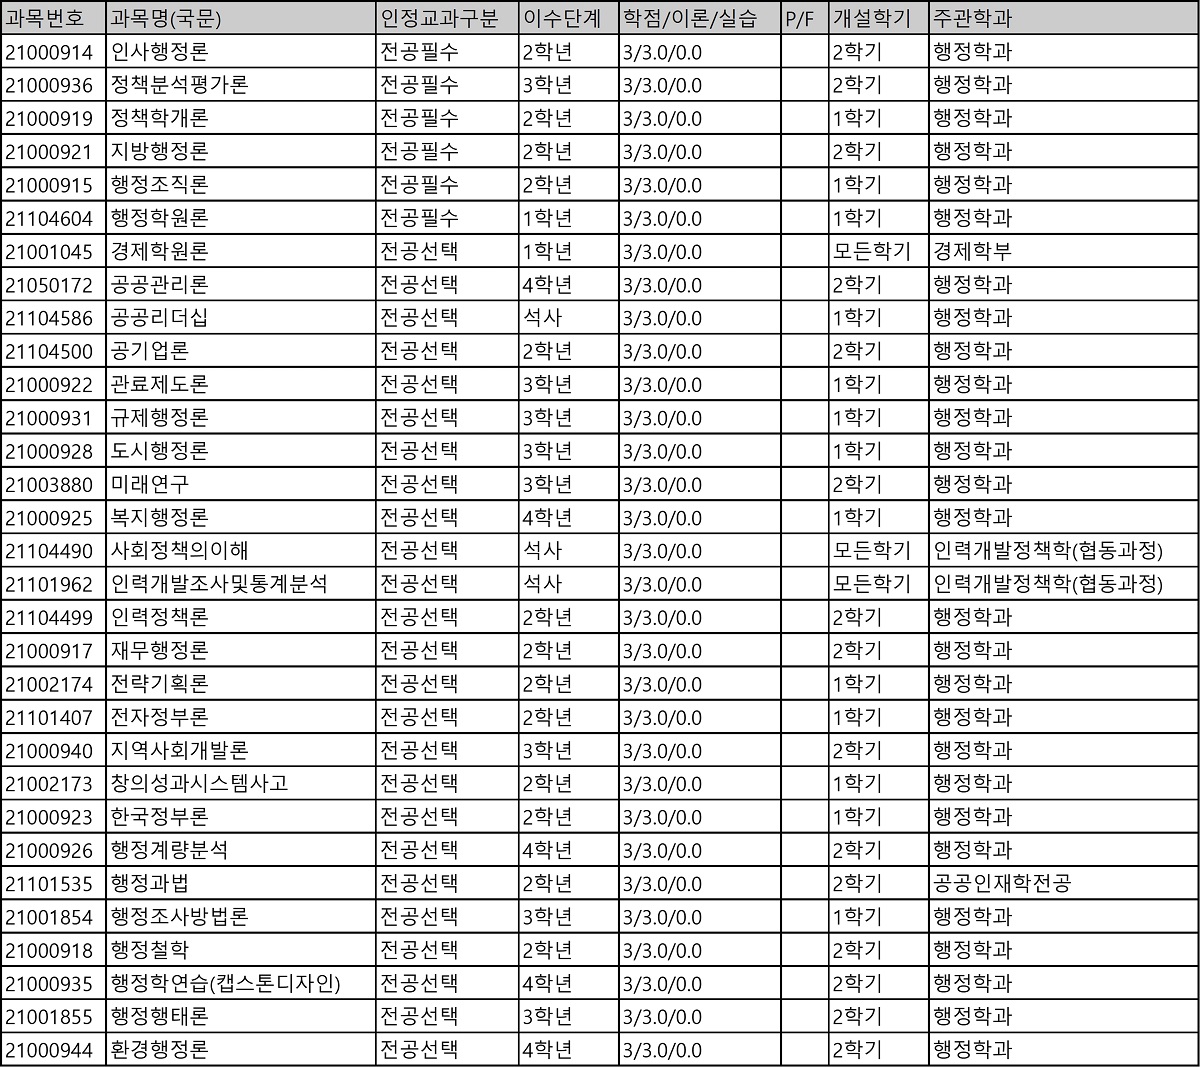 과목번호 과목명(국문) 인정교과구분 이수단계 학점/이론/실습 P/F 개설학기 주관학과
21000914 인사행정론 전공필수 2학년 3/3.0/0.0 2학기 행정학과
21000936 정책분석평가론 전공필수 3학년 3/3.0/0.0 2학기 행정학과
21000919 정책학개론 전공필수 2학년 3/3.0/0.0 1학기 행정학과
21000921 지방행정론 전공필수 2학년 3/3.0/0.0 2학기 행정학과
21000915 행정조직론 전공필수 2학년 3/3.0/0.0 1학기 행정학과
21104604 행정학원론 전공필수 1학년 3/3.0/0.0 1학기 행정학과
21001045 경제학원론 전공선택 1학년 3/3.0/0.0 모든학기 경제학부
21050172 공공관리론 전공선택 4학년 3/3.0/0.0 2학기 행정학과
21104586 공공리더십 전공선택 석사 3/3.0/0.0 1학기 행정학과
21104500 공기업론 전공선택 2학년 3/3.0/0.0 2학기 행정학과
21000922 관료제도론 전공선택 3학년 3/3.0/0.0 1학기 행정학과
21000931 규제행정론 전공선택 3학년 3/3.0/0.0 1학기 행정학과
21000928 도시행정론 전공선택 3학년 3/3.0/0.0 1학기 행정학과
21003880 미래연구 전공선택 3학년 3/3.0/0.0 2학기 행정학과
21000925 복지행정론 전공선택 4학년 3/3.0/0.0 1학기 행정학과
21104490 사회정책의이해 전공선택 석사 3/3.0/0.0 모든학기 인력개발정책학(협동과정)
21101962 인력개발조사및통계분석 전공선택 석사 3/3.0/0.0 모든학기 인력개발정책학(협동과정)
21104499 인력정책론 전공선택 2학년 3/3.0/0.0 2학기 행정학과
21000917 재무행정론 전공선택 2학년 3/3.0/0.0 2학기 행정학과
21002174 전략기획론 전공선택 2학년 3/3.0/0.0 1학기 행정학과
21101407 전자정부론 전공선택 2학년 3/3.0/0.0 1학기 행정학과
21000940 지역사회개발론 전공선택 3학년 3/3.0/0.0 2학기 행정학과
21002173 창의성과시스템사고 전공선택 2학년 3/3.0/0.0 1학기 행정학과
21000923 한국정부론 전공선택 2학년 3/3.0/0.0 1학기 행정학과
21000926 행정계량분석 전공선택 4학년 3/3.0/0.0 2학기 행정학과
21101535 행정과법 전공선택 2학년 3/3.0/0.0 2학기 공공인재학전공
21001854 행정조사방법론 전공선택 3학년 3/3.0/0.0 1학기 행정학과
21000918 행정철학 전공선택 2학년 3/3.0/0.0 2학기 행정학과
21000935 행정학연습(캡스톤디자인) 전공선택 4학년 3/3.0/0.0 2학기 행정학과
21001855 행정행태론 전공선택 3학년 3/3.0/0.0 2학기 행정학과
21000944 환경행정론 전공선택 4학년 3/3.0/0.0 2학기 행정학과